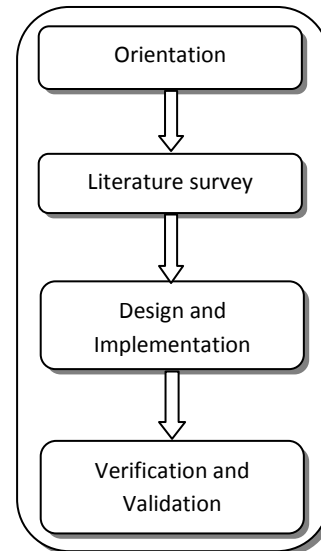 Orientation
Literature survey
Design and
Implementation
Verification and
Validation